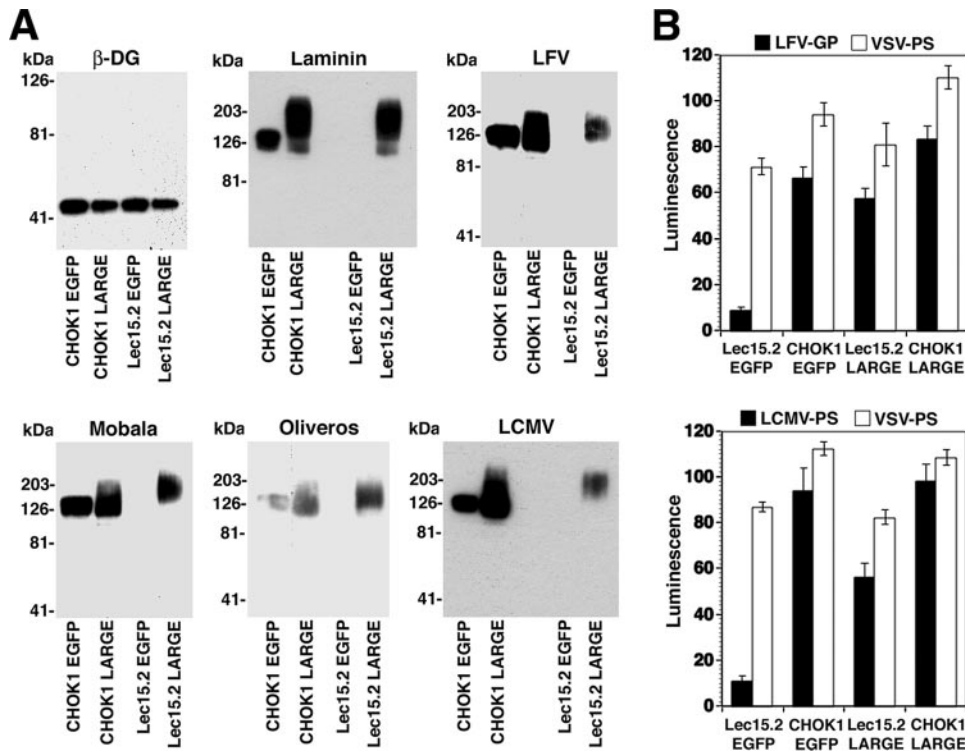 A
kDa
β-DG
126-
81-
41-
CHOK1 EGFP
CHOK1 LARGE
Lec15.2 EGFP
Lec15.2 LARGE
kDa
Laminin
203-
126-
81-
CHOK1 EGFP
CHOK1 LARGE
Lec15.2 EGFP
Lec15.2 LARGE
kDa
LFV
203-
126-
81-
41-
CHOK1 EGFP
CHOK1 LARGE
Lec15.2 EGFP
Lec15.2 LARGE
kDa
Mobala
203-
126-
81-
41-
CHOK1 EGFP
CHOK1 LARGE
Lec15.2 EGFP
Lec15.2 LARGE
kDa
Oliveros
203-
126-
81-
41-
CHOK1 EGFP
CHOK1 LARGE
Lec15.2 EGFP
Lec15.2 LARGE
kDa
LCMV
203-
126-
81-
41-
CHOK1 EGFP
CHOK1 LARGE
Lec15.2 EGFP
Lec15.2 LARGE
B
LFV-GP VSV-PS
120
100
80
60
40
20
0
Luminescence
Lec15.2 CHOK1 Lec15.2 CHOK1
EGFP EGFP LARGE LARGE
LCMV-PS VSV-PS
120
100
80
60
40
20
0
Luminescence
Lec15.2 CHOK1 Lec15.2 CHOK1
EGFP EGFP LARGE LARGE